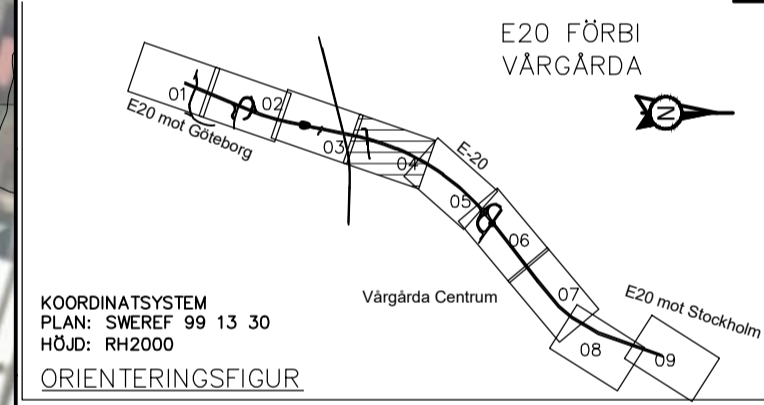 E20 FÖRBI
VÅRGÅRDA
N
01
02
03
04
05
06
07
08
09
E20 mot Göteborg
E-20
Vårgårda Centrum
E20 mot Stockholm
KOORDINATSYSTEM
PLAN: SWEREF 99 13 30
HÖJD: RH2000
ORIENTERINGSFIGUR